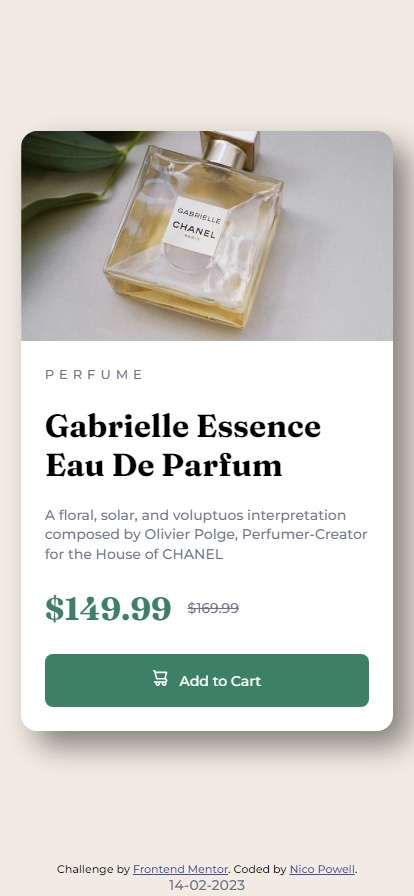 GABRIELLE
CHANEL
PARIS
PERFUME
Gabrielle Essence
Eau De Parfum
A floral, solar, and voluptuos interpretation
composed by Olivier Polge, Perfumer-Creator
for the House of CHANEL
$149.99 $169.99
Add to Cart
Challenge by Frontend Mentor. Coded by Nico Powell.
14-02-2023